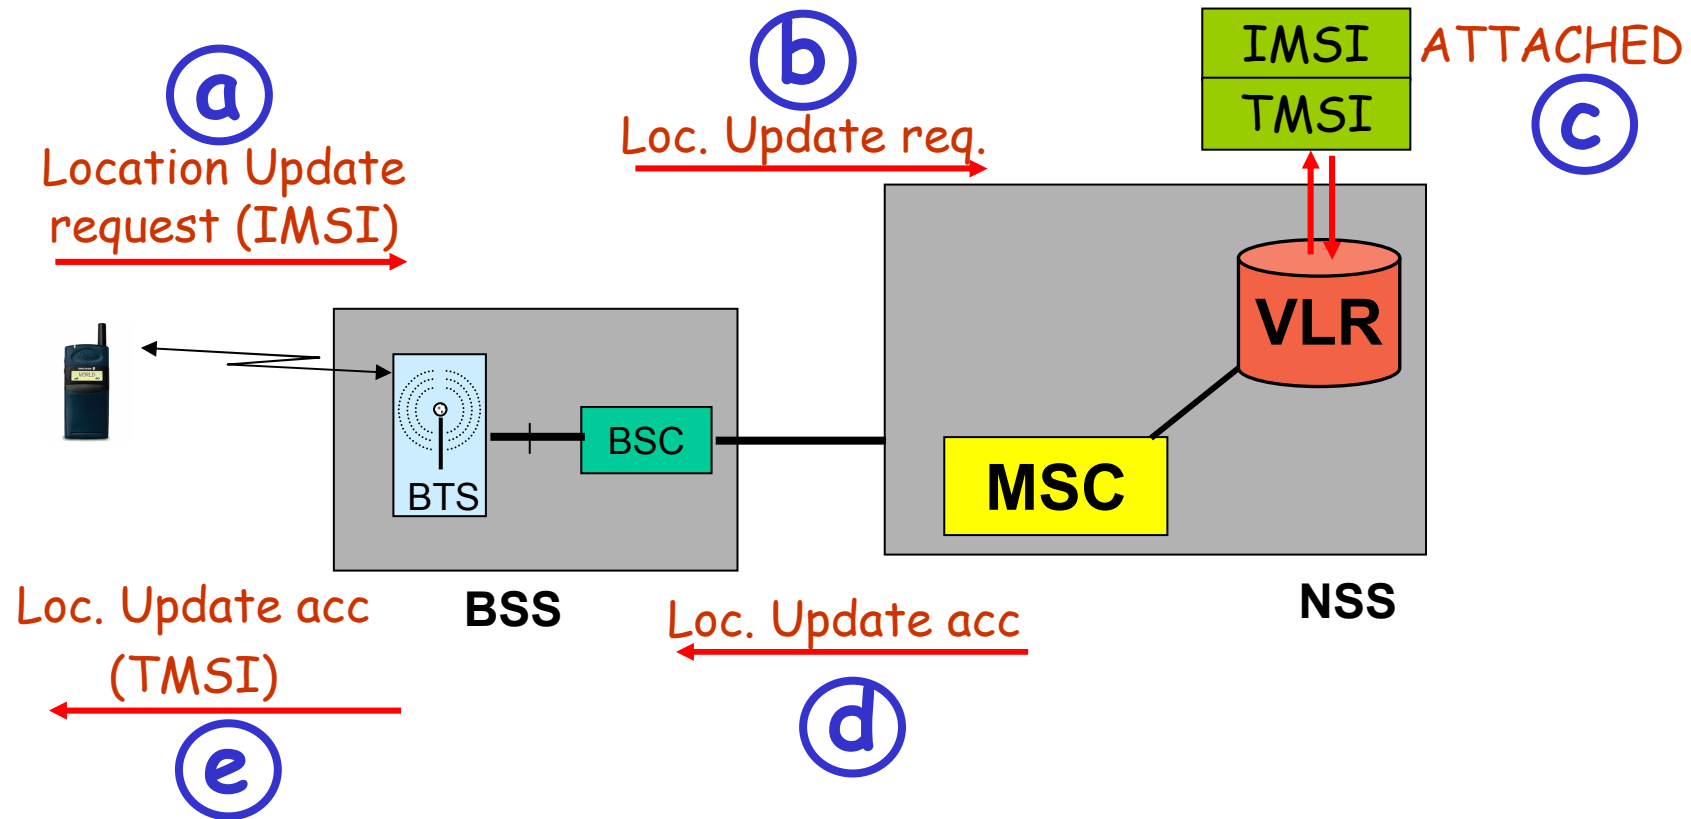 a
Location Update
request (IMSI)
b
Loc. Update req.
IMSI
TMSI
ATTACHED
c
VLR
MSC
NSS
BTS
BSC
BSS
Loc. Update acc
d
Loc. Update acc
(TMSI)
e